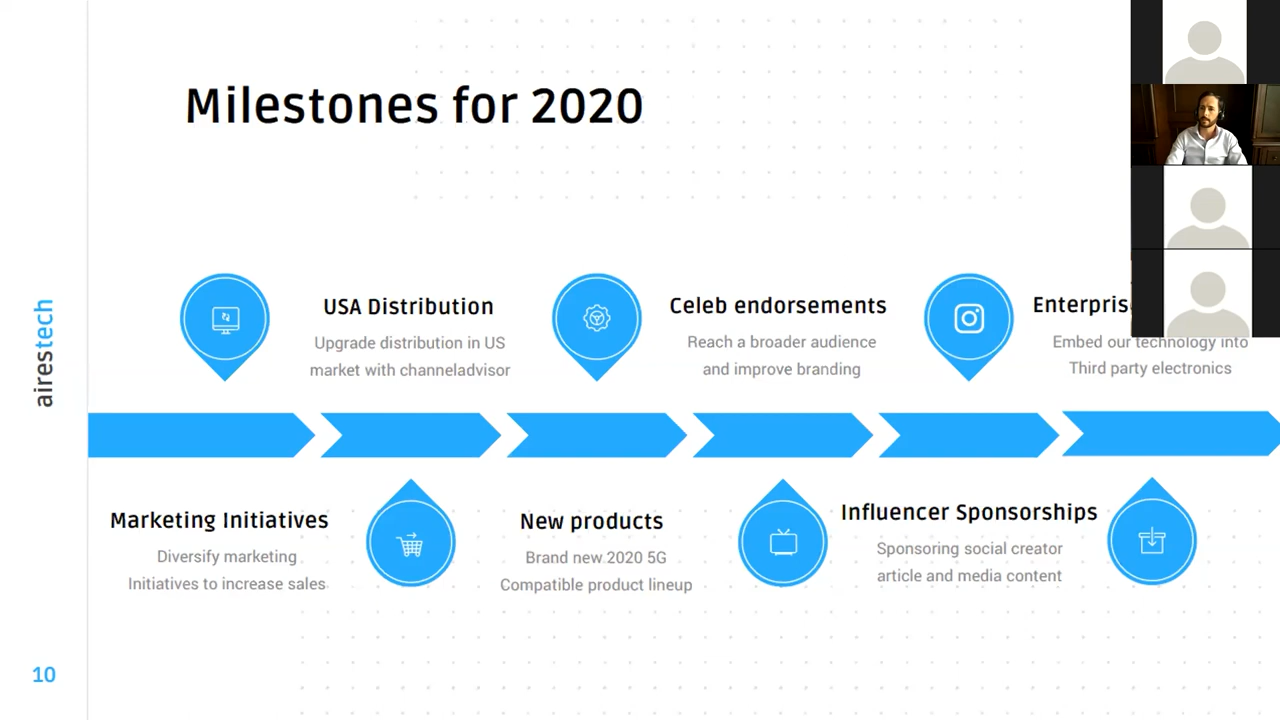 Milestones for 2020
USA Distribution
Upgrade distribution in US
market with channeladvisor
Celeb endorsements
Reach a broader audience
and improve branding
Embed our technology into
Third party electronics
Marketing Initiatives
Diversify marketing
Initiatives to increase sales
New products
Brand new 2020 5G
Compatible product lineup
Influencer Sponsorships
Sponsoring social creator
article and media content
airestech
10